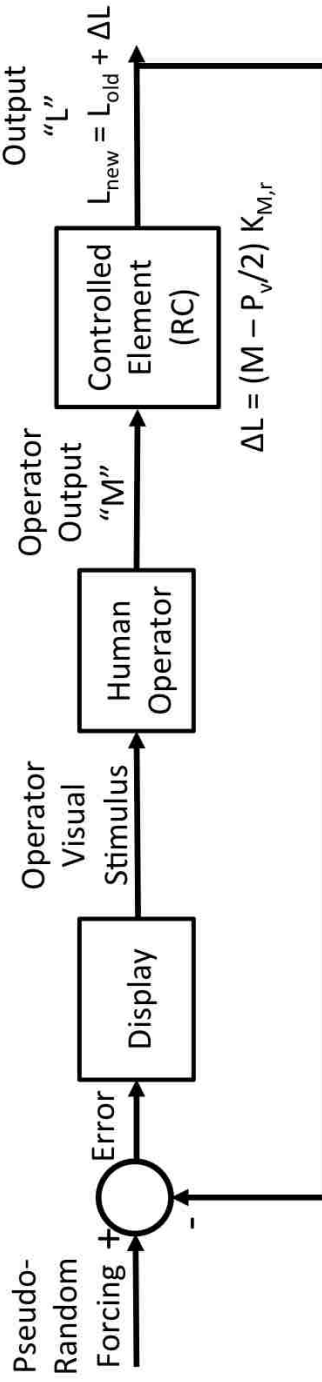 Pseudo-
Random
Forcing
+
-
Error
Display
Operator
Visual
Stimulus
Human
Operator
Operator
Output
“M”
Controlled
Element
(RC)
ΔL = (M – Pᵥ/2) K_M,r
Output
“L”
L_new = L_old + ΔL